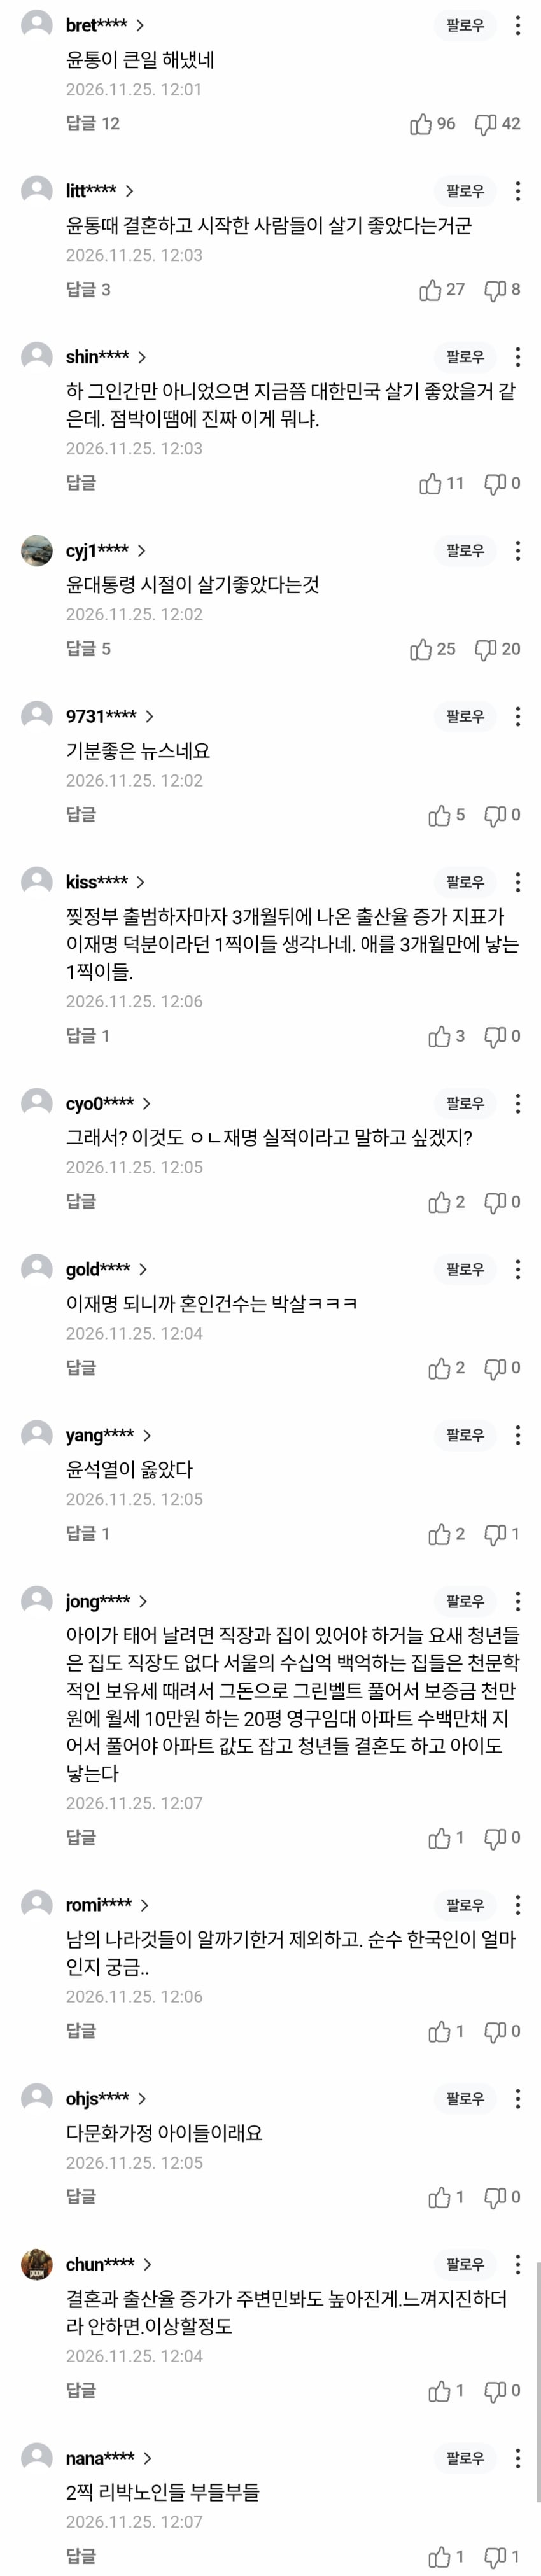 bret**** >
팔로우
윤통이 큰일 해냈네
2026.11.25. 12:01
답글 12
96 42
litt**** >
팔로우
윤통때 결혼하고 시작한 사람들이 살기 좋았다는거군
2026.11.25. 12:03
답글 3
27 8
shin**** >
팔로우
하 그인간만 아니었으면 지금쯤 대한민국 살기 좋았을거 같
은데. 점박이땜에 진짜 이게 뭐냐.
2026.11.25. 12:03
답글
11 0
cyj1**** >
팔로우
윤대통령 시절이 살기좋았다는것
2026.11.25. 12:02
답글 5
25 20
9731**** >
팔로우
기분좋은 뉴스네요
2026.11.25. 12:02
답글
5 0
kiss**** >
팔로우
찢정부 출범하자마자 3개월뒤에 나온 출산율 증가 지표가
이재명 덕분이라던 1찍이들 생각나네. 애를 3개월만에 낳는
1찍이들.
2026.11.25. 12:06
답글 1
3 0
cyo0**** >
팔로우
그래서? 이것도 ㅇㄴ재명 실적이라고 말하고 싶겠지?
2026.11.25. 12:05
답글
2 0
gold**** >
팔로우
이재명 되니까 혼인건수는 박살ㅋㅋㅋ
2026.11.25. 12:04
답글
2 0
yang**** >
팔로우
윤석열이 옳았다
2026.11.25. 12:05
답글 1
2 1
jong**** >
팔로우
아이가 태어 날려면 직장과 집이 있어야 하거늘 요새 청년들
은 집도 직장도 없다 서울의 수십억 백억하는 집들은 천문학
적인 보유세 때려서 그돈으로 그린벨트 풀어서 보증금 천만
원에 월세 10만원 하는 20평 영구임대 아파트 수백만채 지
어서 풀어야 아파트 값도 잡고 청년들 결혼도 하고 아이도
낳는다
2026.11.25. 12:07
답글
1 0
romi**** >
팔로우
남의 나라것들이 알까기한거 제외하고. 순수 한국인이 얼마
인지 궁금..
2026.11.25. 12:06
답글
1 0
ohjs**** >
팔로우
다문화가정 아이들이래요
2026.11.25. 12:05
답글
1 0
chun**** >
팔로우
결혼과 출산율 증가가 주변민봐도 높아진게.느껴지진하더
라 안하면.이상할정도
2026.11.25. 12:04
답글
1 0
nana**** >
팔로우
2찍 리박노인들 부들부들
2026.11.25. 12:07
답글
1 1